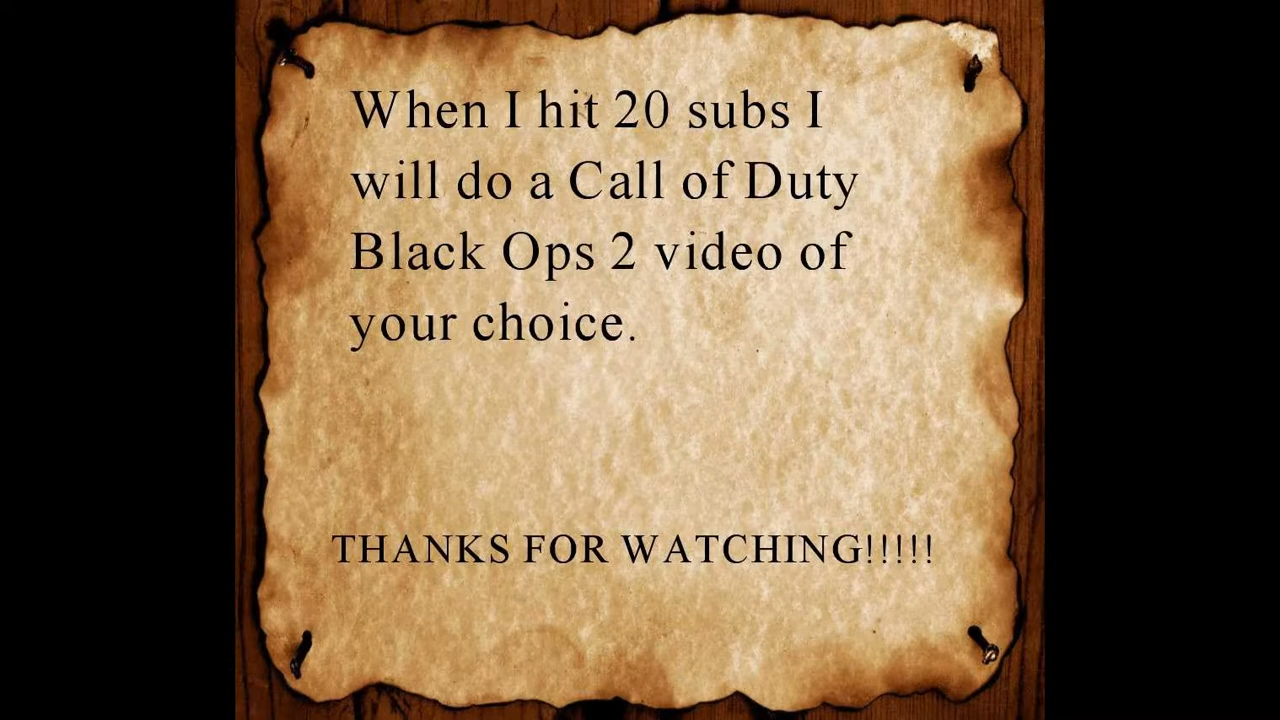 When I hit 20 subs I
will do a Call of Duty
Black Ops 2 video of
your choice.
THANKS FOR WATCHING!!!!!